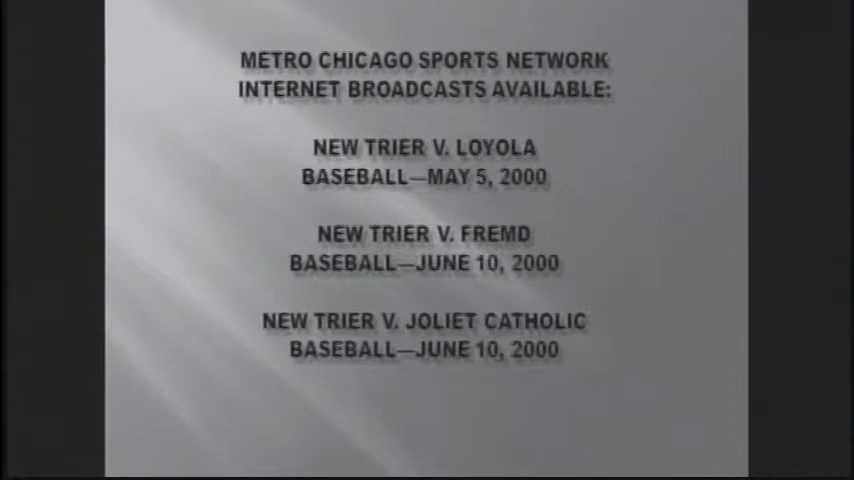 METRO CHICAGO SPORTS NETWORK
INTERNET BROADCASTS AVAILABLE:
NEW TRIER V. LOYOLA
BASEBALL—MAY 5, 2000
NEW TRIER V. FREMD
BASEBALL—JUNE 10, 2000
NEW TRIER V. JOLIET CATHOLIC
BASEBALL—JUNE 10, 2000